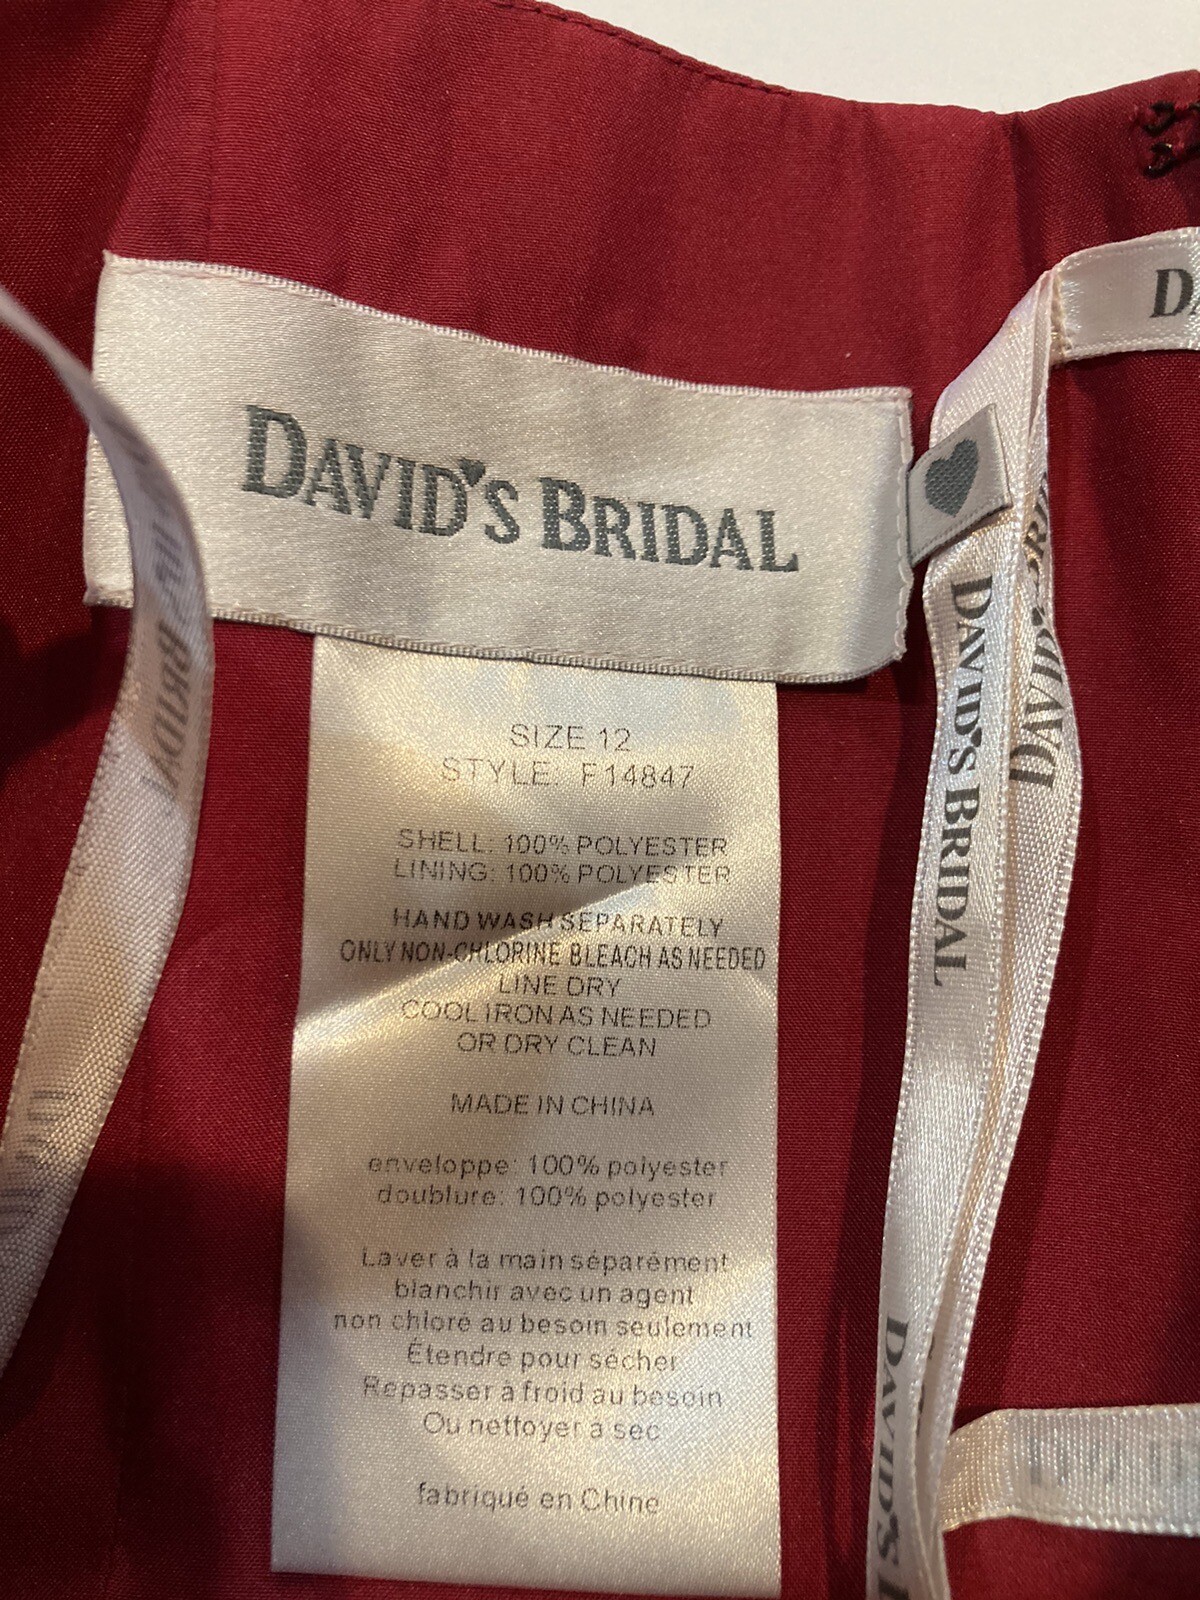 DAVID'S BRIDAL
SIZE 12
STYLE: F14847
SHELL: 100% POLYESTER
LINING: 100% POLYESTER
HAND WASH SEPARATELY
ONLY NON-CHLORINE BLEACH AS NEEDED
LINE DRY
COOL IRON AS NEEDED
OR DRY CLEAN
MADE IN CHINA
enveloppe: 100% polyester
doublure: 100% polyester
Laver à la main séparément
blanchir avec un agent
non chloré au besoin seulement
Étendre pour sécher
Repasser à froid au besoin
Ou nettoyer à sec
fabriqué en Chine
DAVID'S BRIDAL
DAVID'S